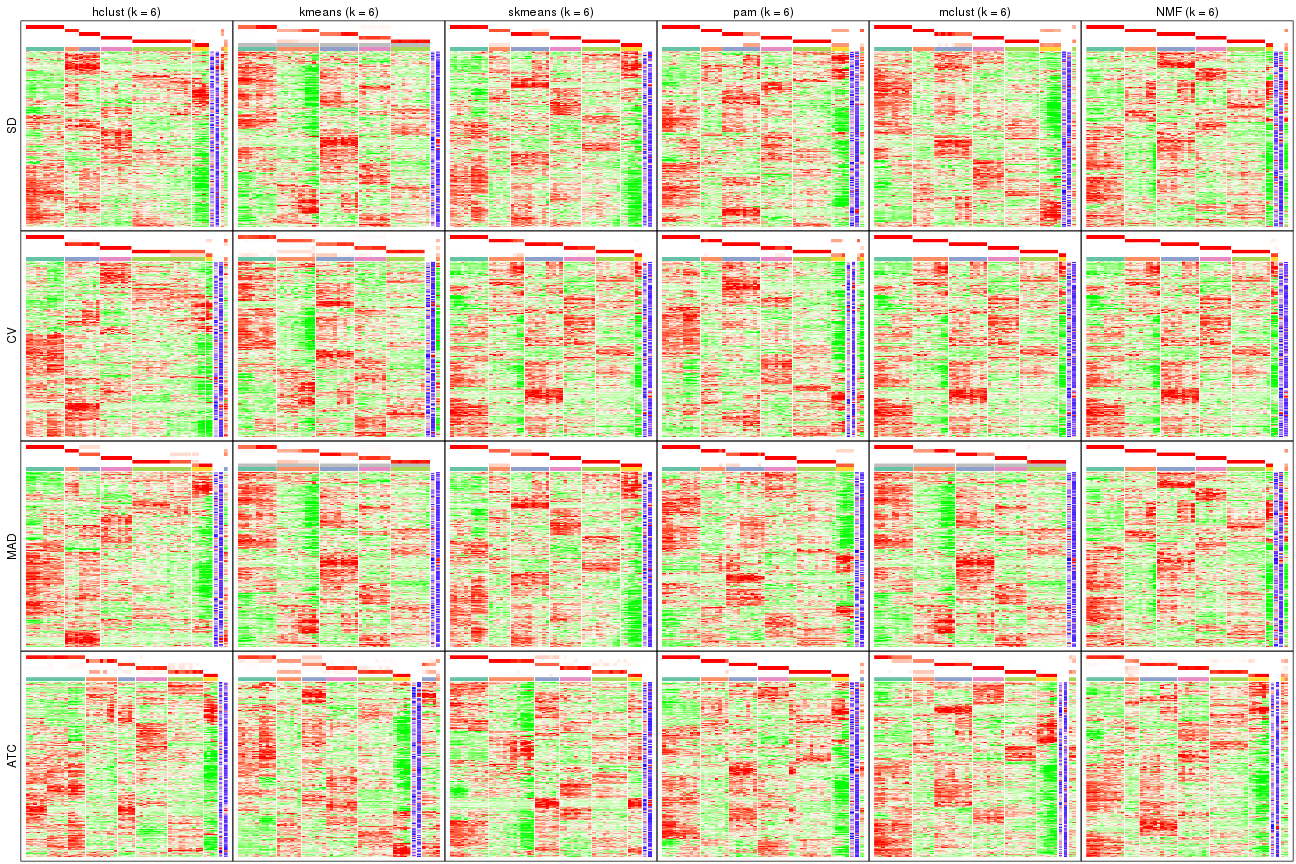 hclust (k = 6) kmeans (k = 6) skmeans (k = 6) pam (k = 6) mclust (k = 6) NMF (k = 6)
SD
CV
MAD
ATC